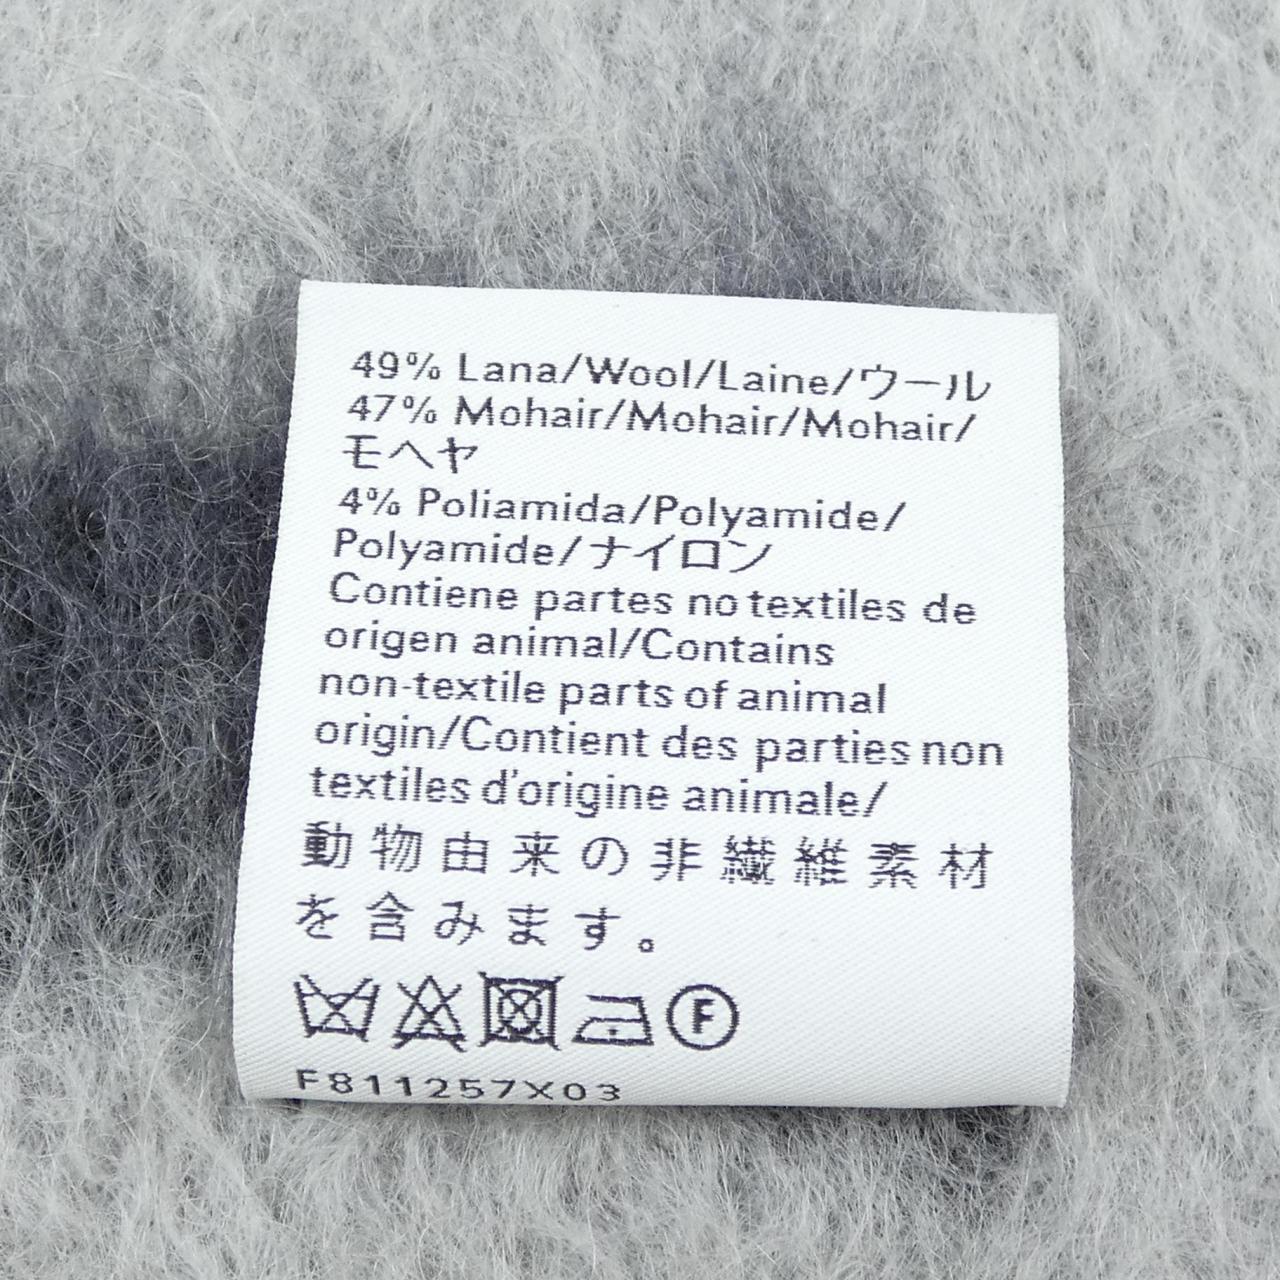 49% Lana/Wool/Laine/ウール
47% Mohair/Mohair/Mohair/
モヘヤ
4% Poliamida/Polyamide/
Polyamide/ナイロン
Contiene partes no textiles de
origen animal/Contains
non-textile parts of animal
origin/Contient des parties non
textiles d'origine animale/
動物由来の非繊維素材
を含みます。
F
F811257X03